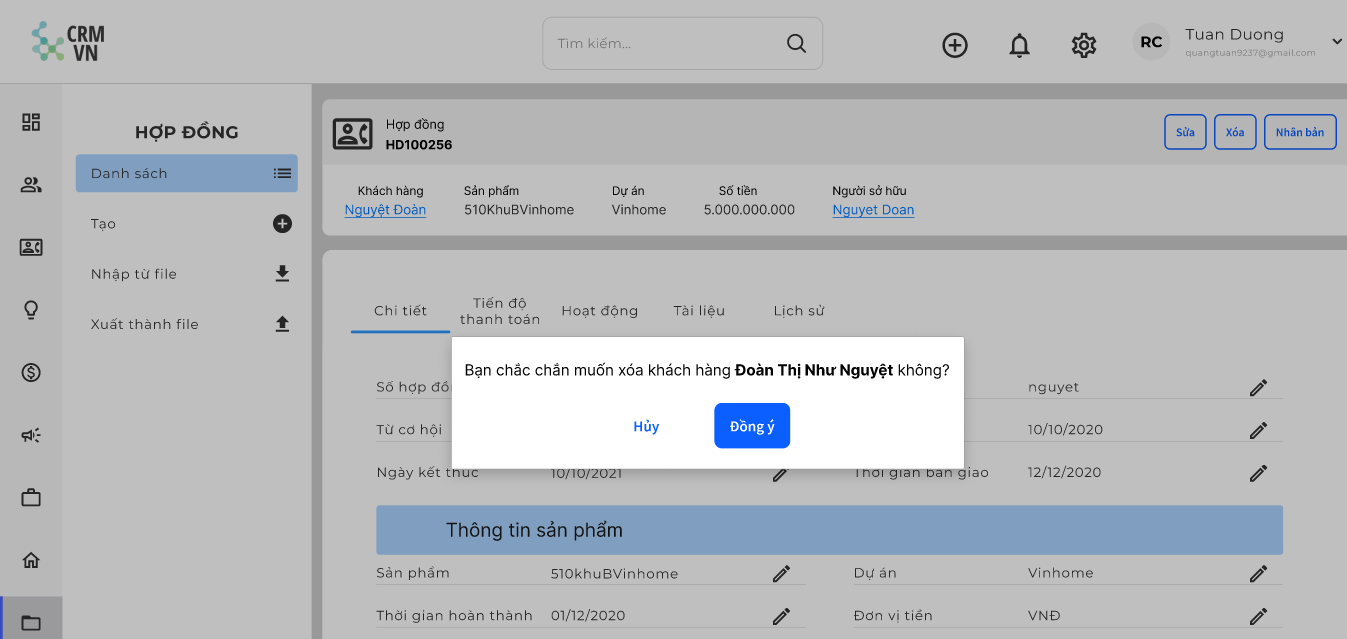 CRM
VN
Tìm kiếm...
RC
Tuan Duong
quangtuan9237@gmail.com
HỢP ĐỒNG
Danh sách
Tạo
Nhập từ file
Xuất thành file
Hợp đồng
HD100256
Sửa
Xóa
Nhân bản
Khách hàng
Sản phẩm
Dự án
Số tiền
Người sở hữu
Nguyệt Đoàn
510KhuBVinhome
Vinhome
5.000.000.000
Nguyet Doan
Chi tiết
Tiến độ
thanh toán
Hoạt động
Tài liệu
Lịch sử
Bạn chắc chắn muốn xóa khách hàng Đoàn Thị Như Nguyệt không?
Hủy
Đồng ý
Số hợp đồ
nguyet
Từ cơ hội
10/10/2020
Ngày kết thúc
10/10/2021
Thời gian bàn giao
12/12/2020
Thông tin sản phẩm
Sản phẩm
510khuBVinhome
Dự án
Vinhome
Thời gian hoàn thành
01/12/2020
Đơn vị tiền
VNĐ